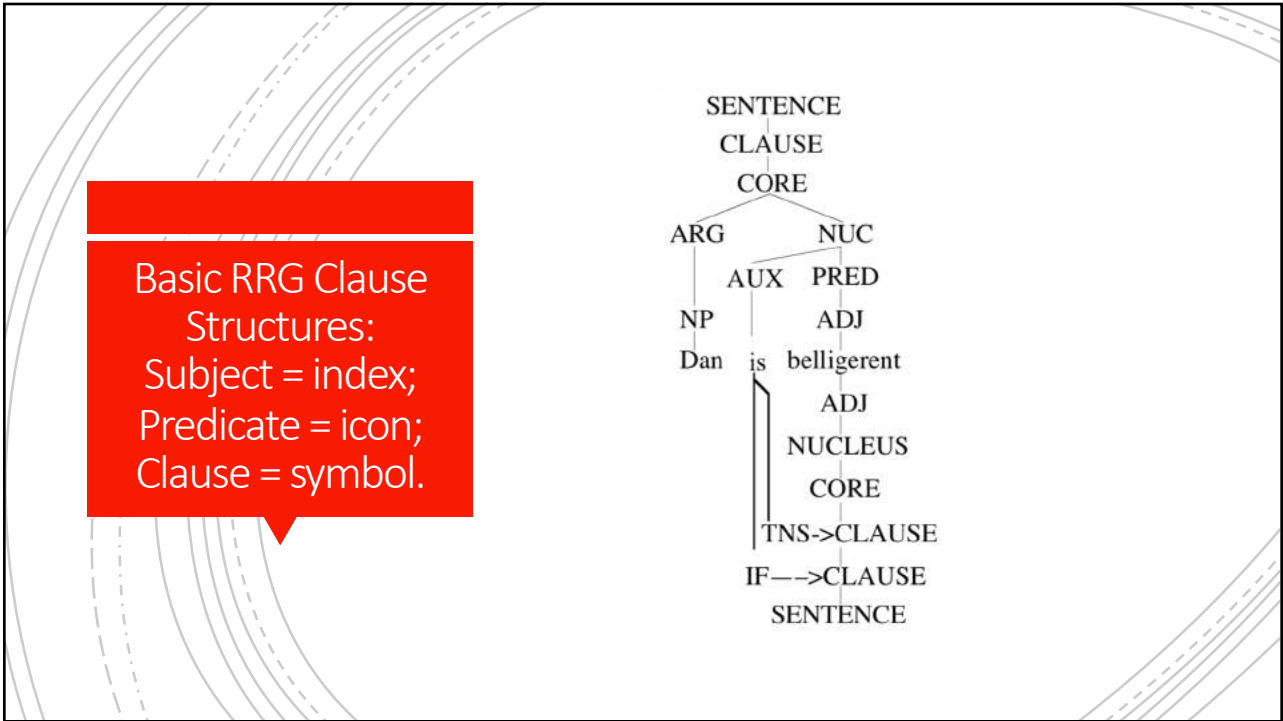 Basic RRG Clause
Structures:
Subject = index;
Predicate = icon;
Clause = symbol.
SENTENCE
CLAUSE
CORE
ARG NUC
AUX PRED
NP ADJ
Dan is belligerent
ADJ
NUCLEUS
CORE
TNS->CLAUSE
IF-->CLAUSE
SENTENCE